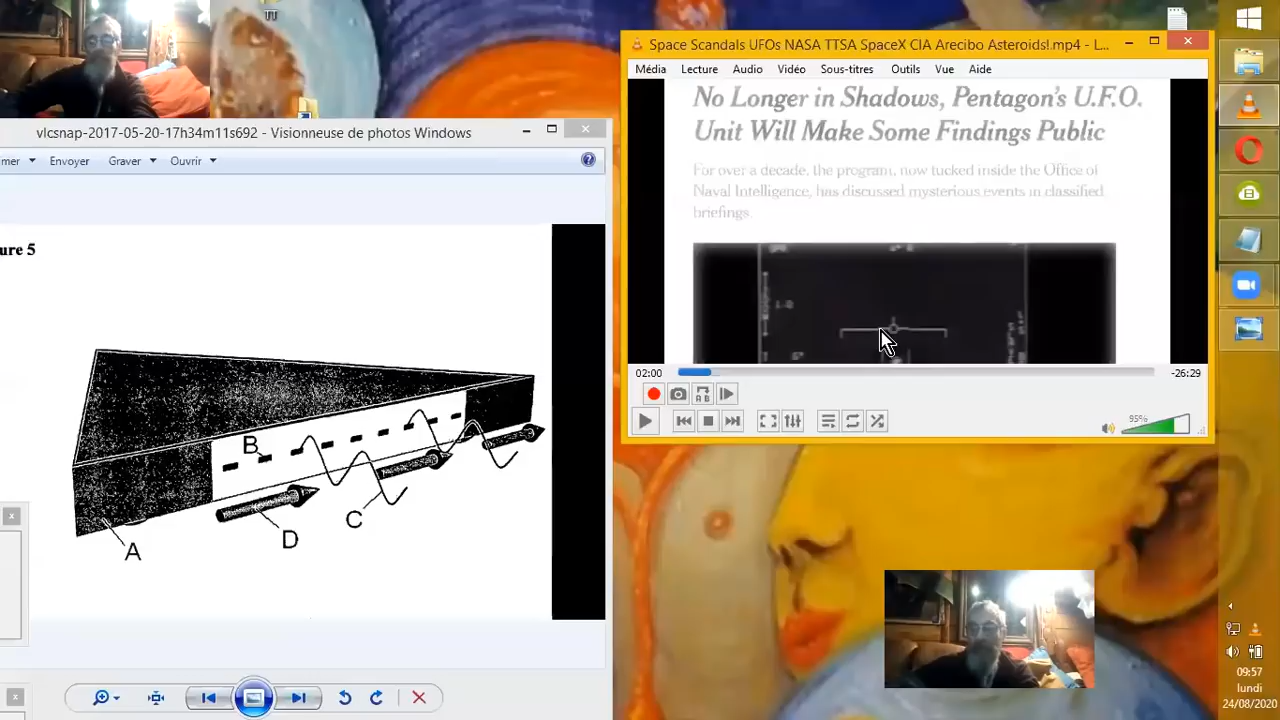 TT
vlcsnap-2017-05-20-17h34m11s692 - Visionneuse de photos Windows
mer Envoyer Graver Ouvrir
ure 5
B
D
C
A
Space Scandals UFOs NASA TTSA SpaceX CIA Arecibo Asteroids!.mp4 - L...
Média Lecture Audio Vidéo Sous-titres Outils Vue Aide
No Longer in Shadows, Pentagon's U.F.O.
Unit Will Make Some Findings Public
For over a decade, the program, now tucked inside the Office of
Naval Intelligence, has discussed mysterious events in classified
briefings.
1.0
02:00 -26:29
95%
09:57
lundi
24/08/2020